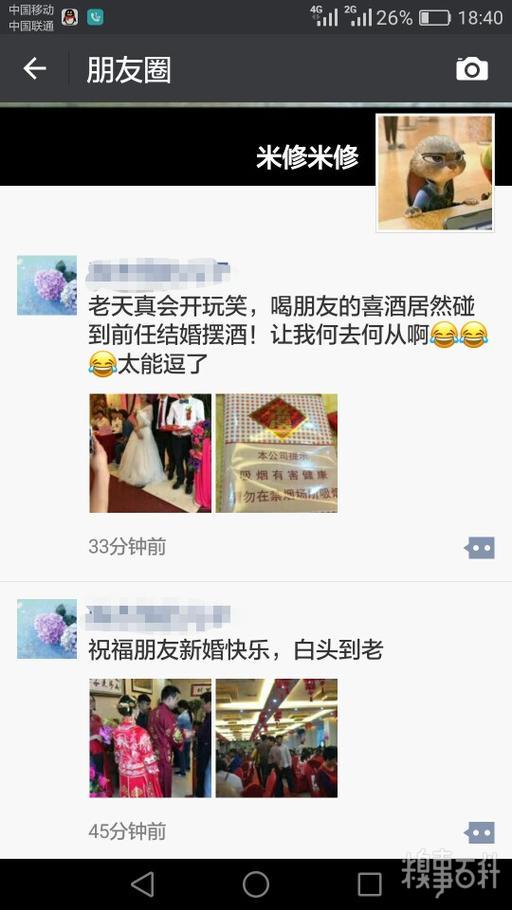 中国移动
中国联通
4G
2G
26%
18:40
朋友圈
米修米修
老天真会开玩笑，喝朋友的喜酒居然碰
到前任结婚摆酒！让我何去何从啊😂😂
😂太能逗了
本公司提示
吸烟有害健康
请勿在禁烟场所吸烟
33分钟前
祝福朋友新婚快乐，白头到老
45分钟前
糗事百科